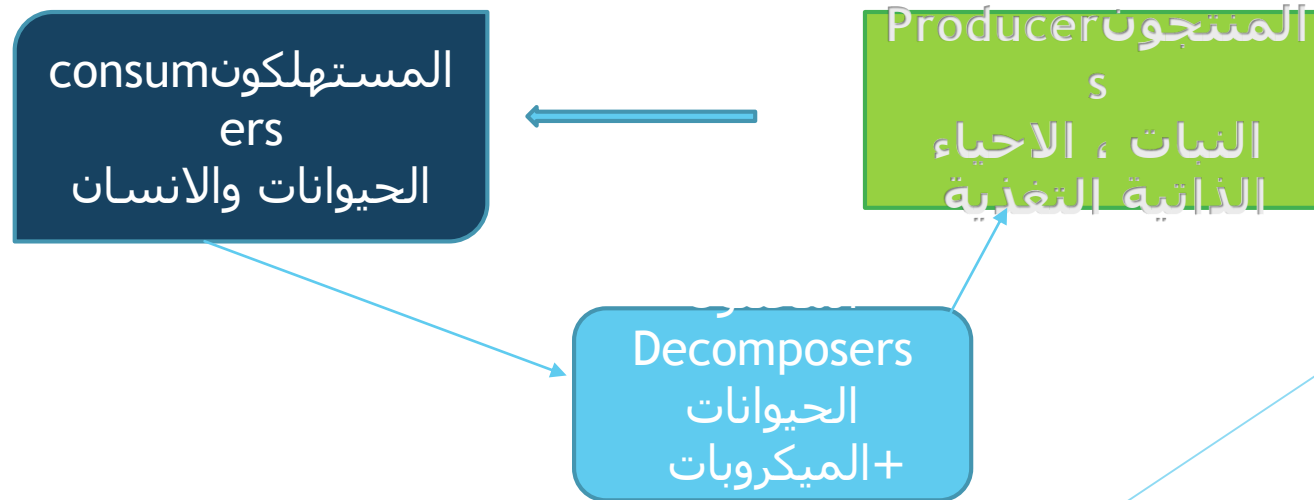 المنتجونProducer
s
النبات ، الاحياء
الذاتية التغذية
المستهلكونconsum
ers
الحيوانات والانسان
Decomposers
الحيوانات
+الميكروبات